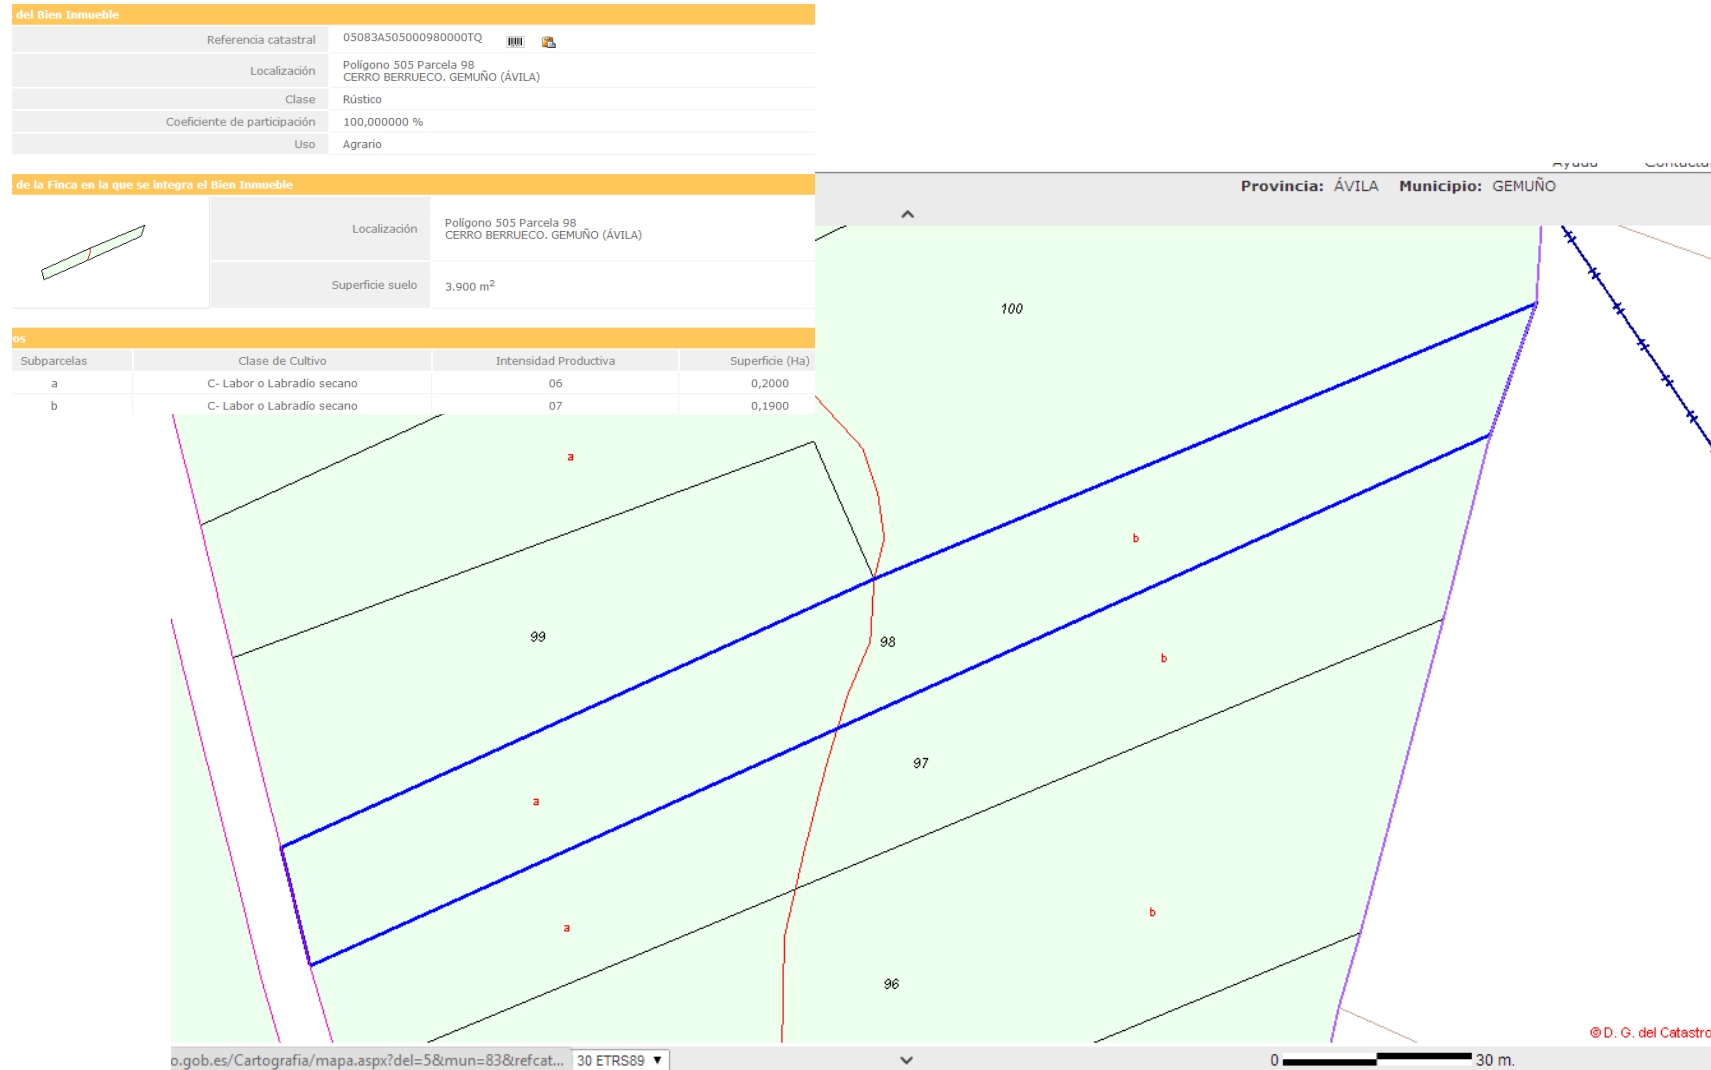 del Bien Inmueble
Referencia catastral 05083A505000980000TQ
Localización Polígono 505 Parcela 98
CERRO BERRUECO. GEMUÑO (ÁVILA)
Clase Rústico
Coeficiente de participación 100,000000 %
Uso Agrario
de la Finca en la que se integra el Bien Inmueble
Localización Polígono 505 Parcela 98
CERRO BERRUECO. GEMUÑO (ÁVILA)
Superficie suelo 3.900 m²
os
Subparcelas Clase de Cultivo Intensidad Productiva Superficie (Ha)
a C- Labor o Labradío secano 06 0,2000
b C- Labor o Labradío secano 07 0,1900
Ayuda Contactar
Provincia: ÁVILA Municipio: GEMUÑO
100
a
b
99
98
b
97
a
b
a
96
© D. G. del Catastro
o.gob.es/Cartografia/mapa.aspx?del=5&mun=83&refcat... 30 ETRS89 ▼
0 30 m.